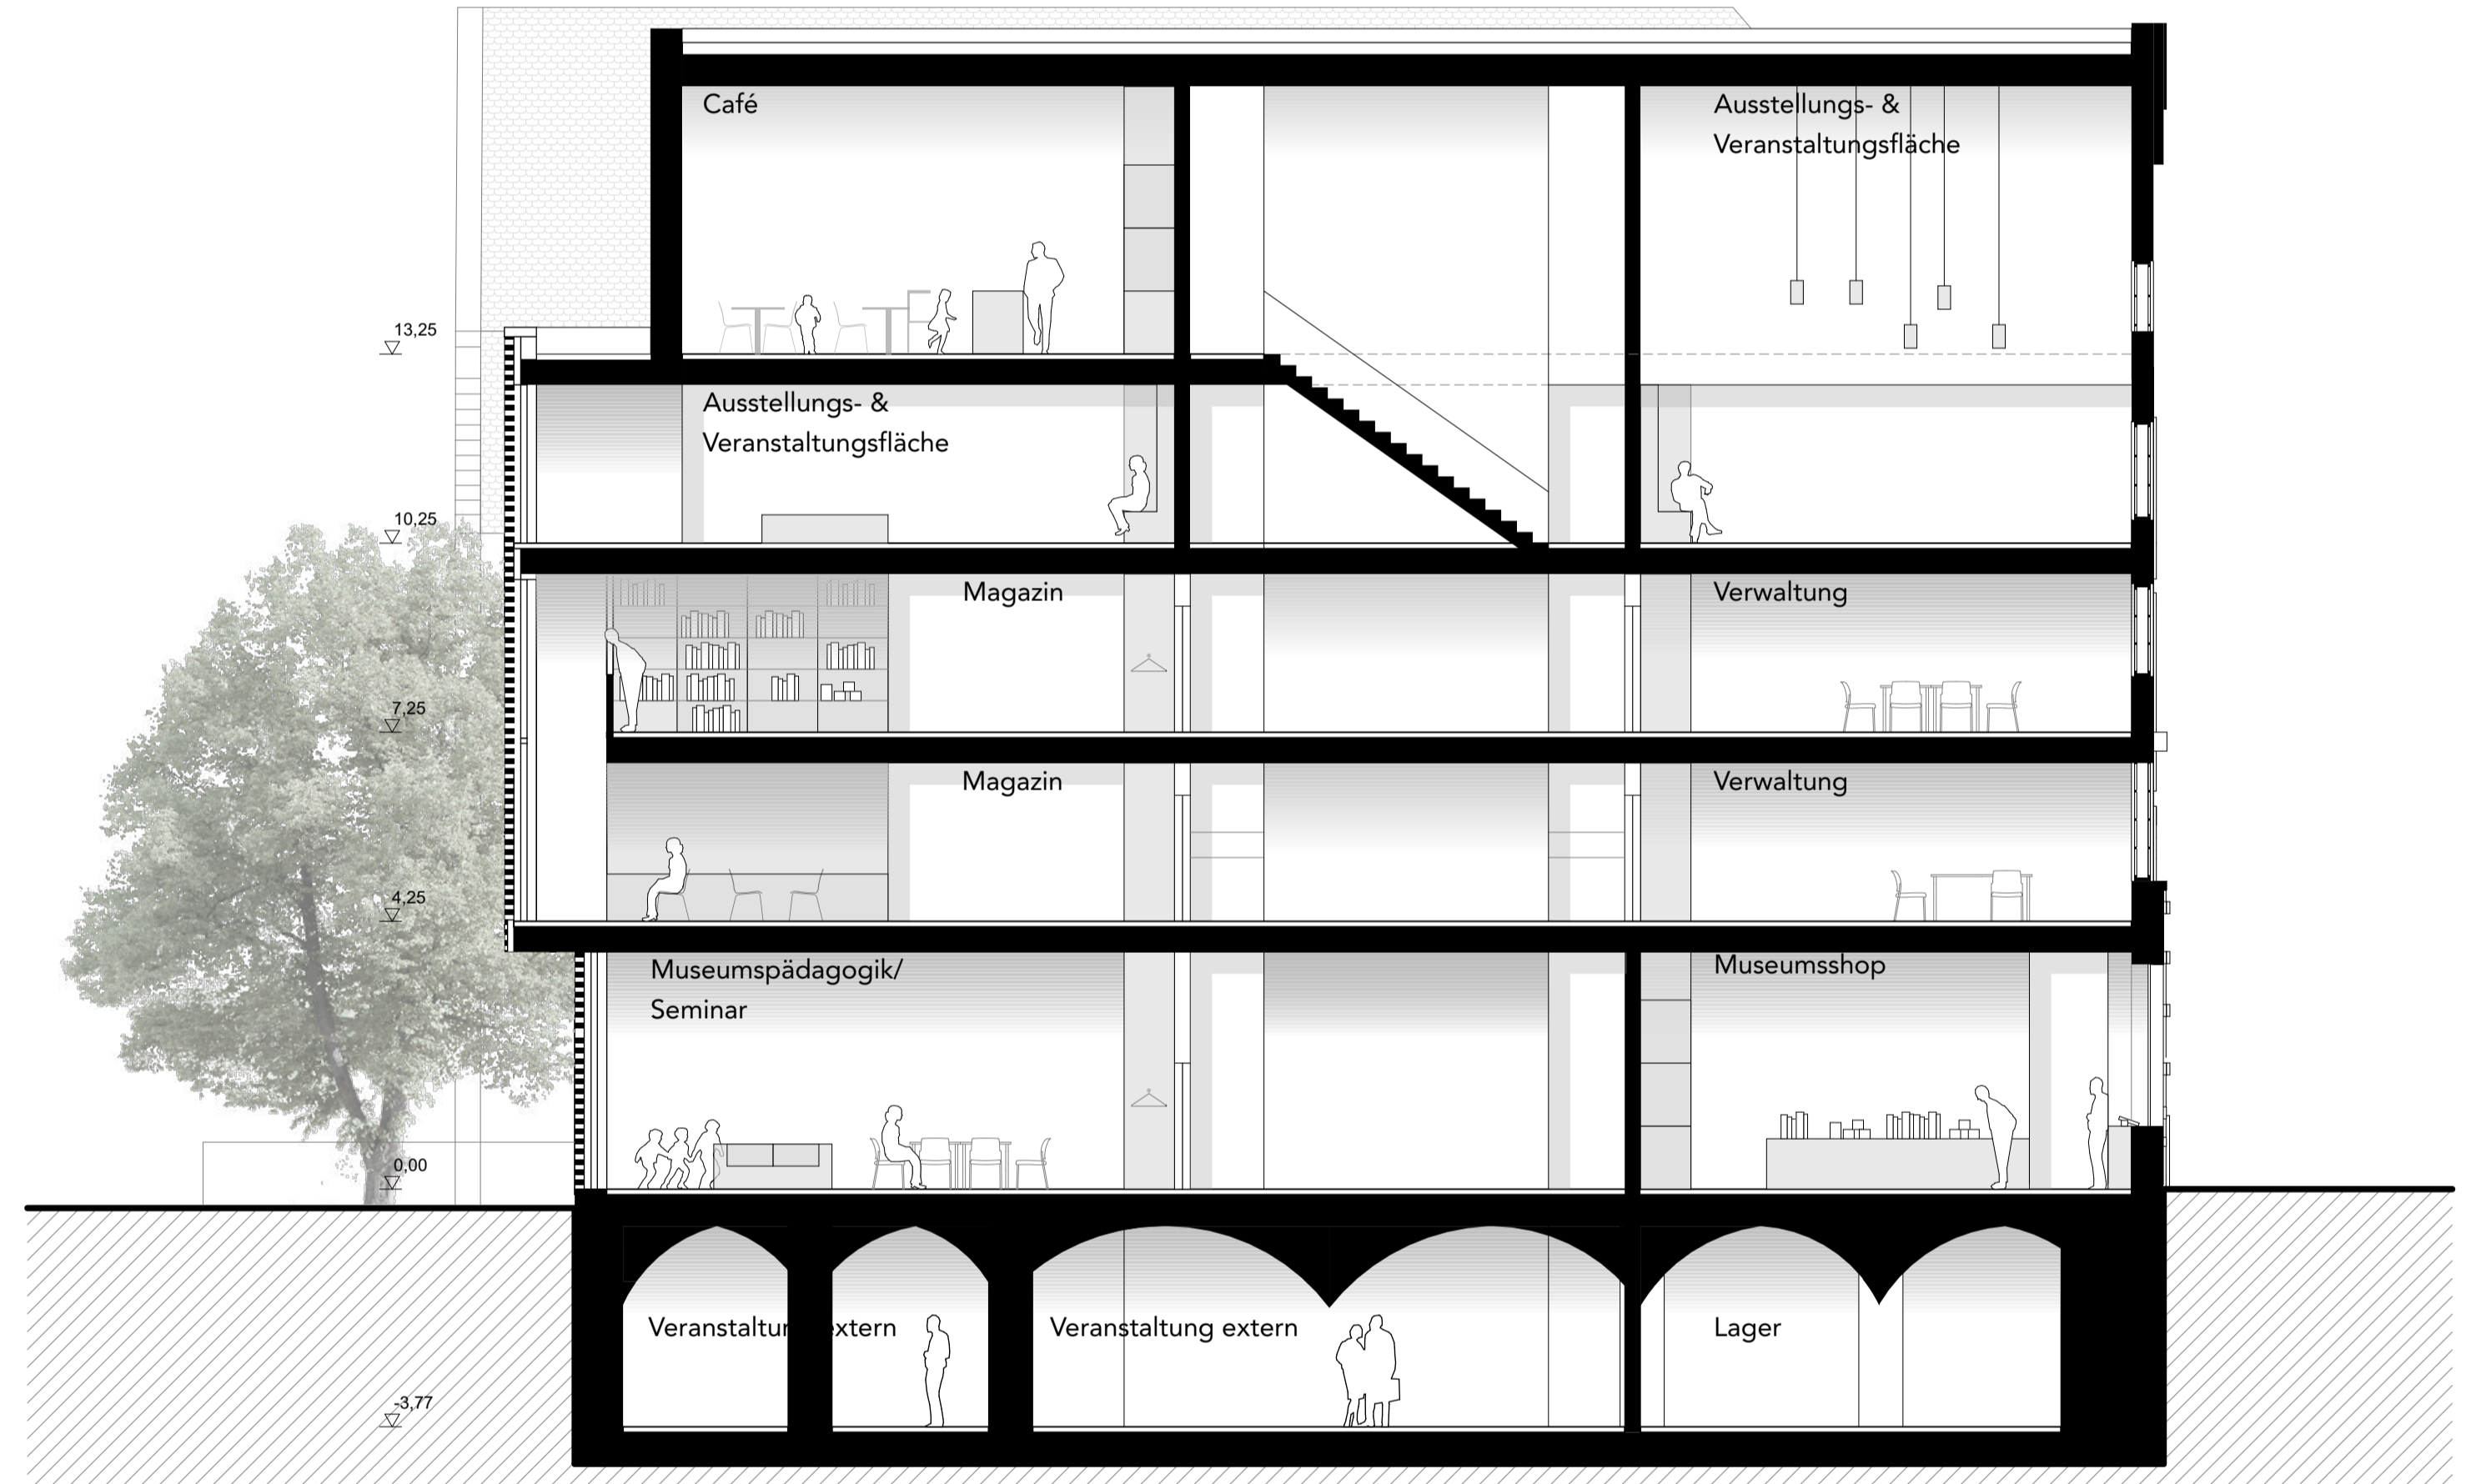 Café
Ausstellungs- &
Veranstaltungsfläche
13,25
Ausstellungs- &
Veranstaltungsfläche
10,25
Magazin
Verwaltung
7,25
Magazin
Verwaltung
4,25
Museumspädagogik/
Seminar
Museumsshop
0,00
Veranstaltung extern
Veranstaltung extern
Lager
-3,77